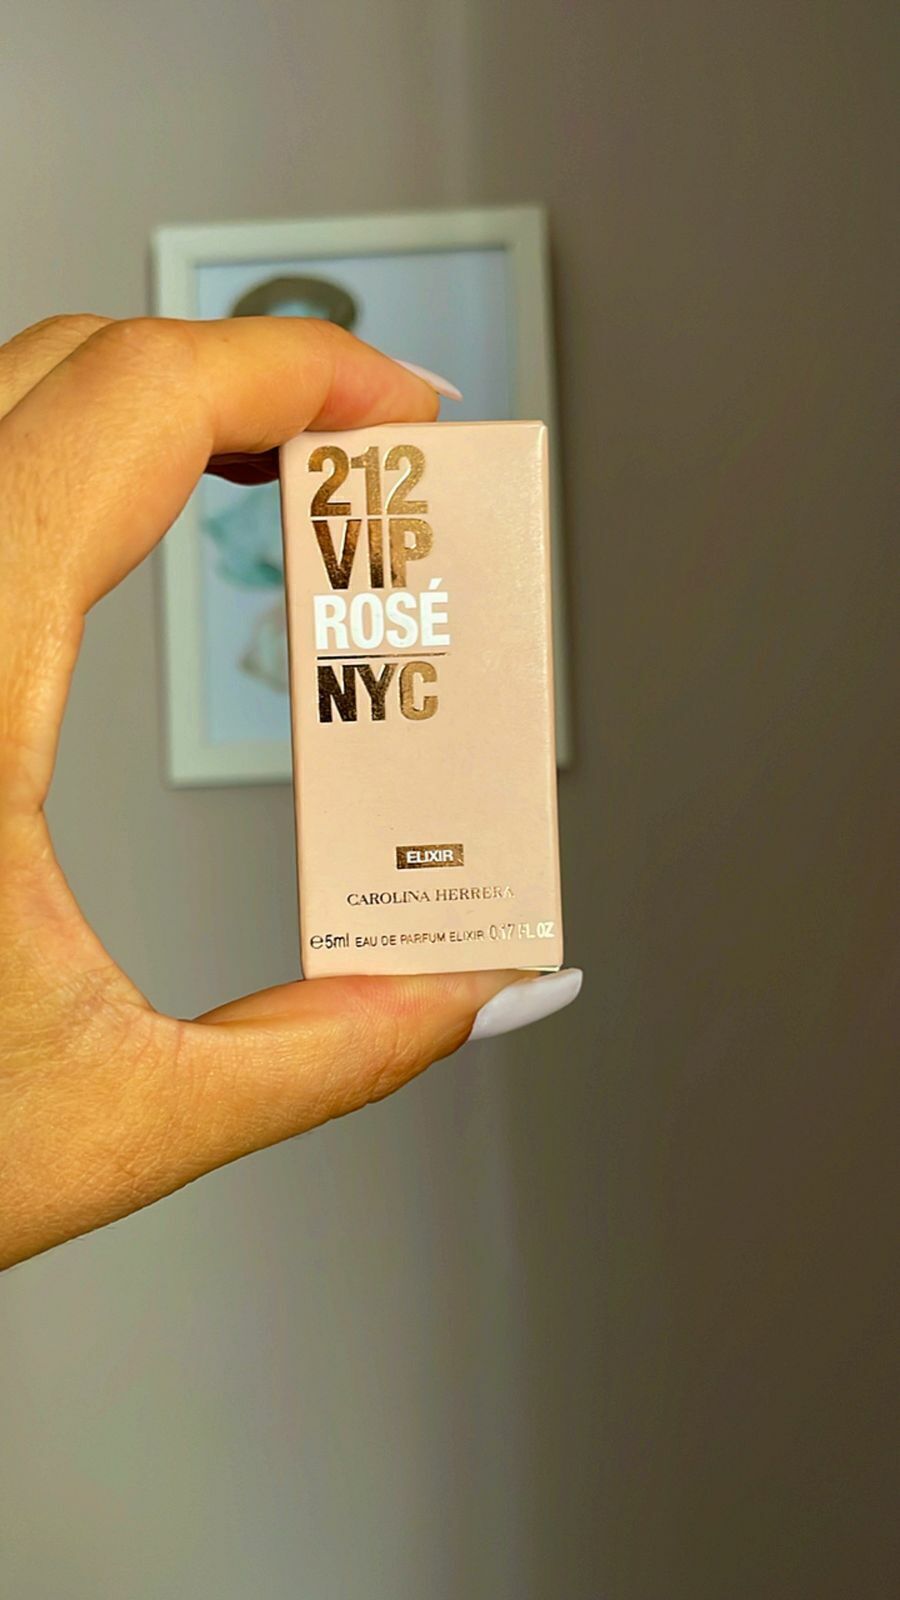 212
VIP
ROSÉ
NYC
ELIXIR
CAROLINA HERRERA
℮5ml EAU DE PARFUM ELIXIR 0.17 FL.OZ